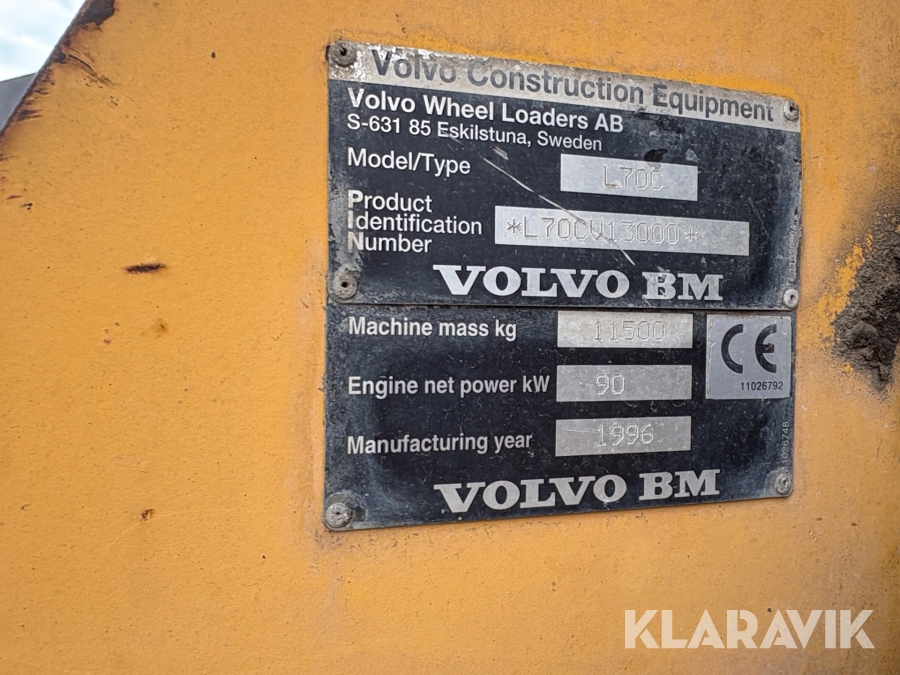 Volvo Construction Equipment
Volvo Wheel Loaders AB
S-631 85 Eskilstuna, Sweden
Model/Type L70C
Product
Identification
Number
*L70CV13000*
VOLVO BM
Machine mass kg 11500
CE
11026792
Engine net power kW 90
Manufacturing year 1996
11026748
VOLVO BM
KLARAVIK